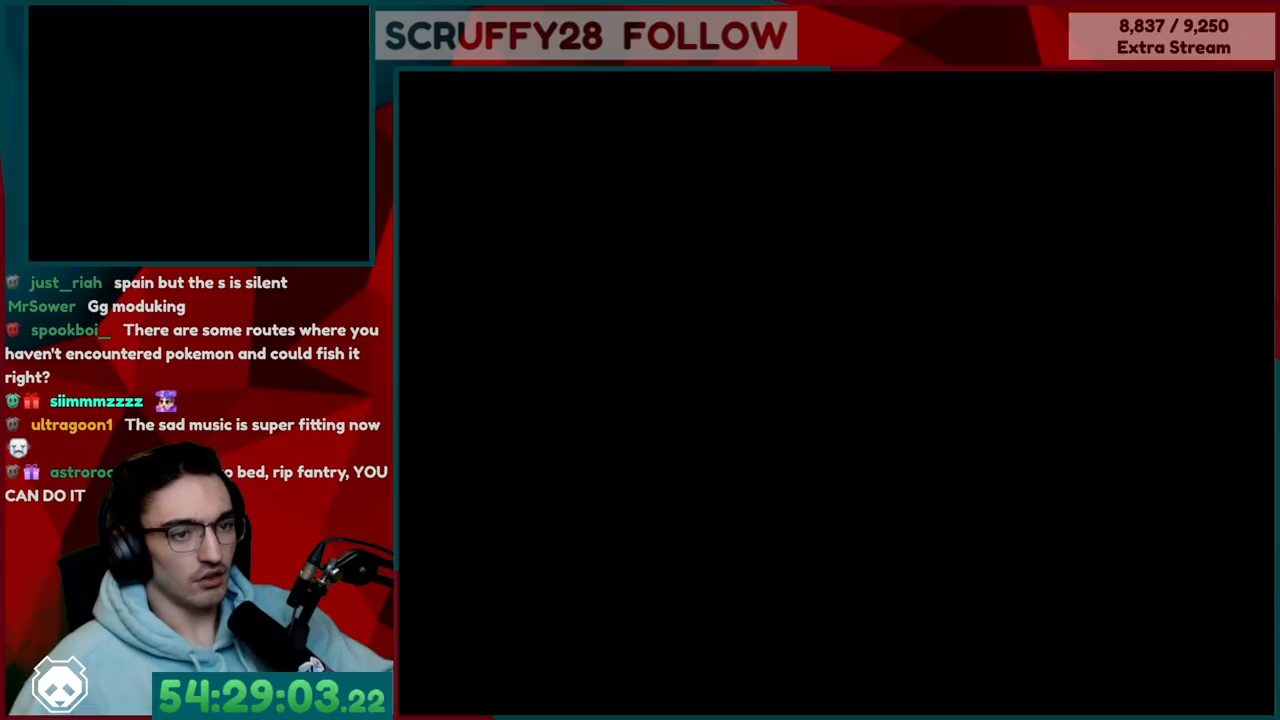 SCRUFFY28 FOLLOW
8,837 / 9,250
Extra Stream
just_riah spain but the s is silent
MrSower Gg moduking
spookboi_ There are some routes where you
haven't encountered pokemon and could fish it
right?
siimmmzzzz
ultragoon1 The sad music is super fitting now
bed, rip fantry, YOU
CAN DO IT
54:29:03.22